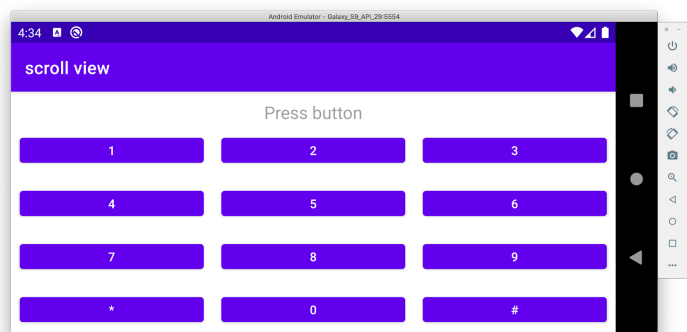 Android Emulator - Galaxy_S9_API_29:5554
4:34 A
scroll view
Press button
1 2 3
4 5 6
7 8 9
* 0 #